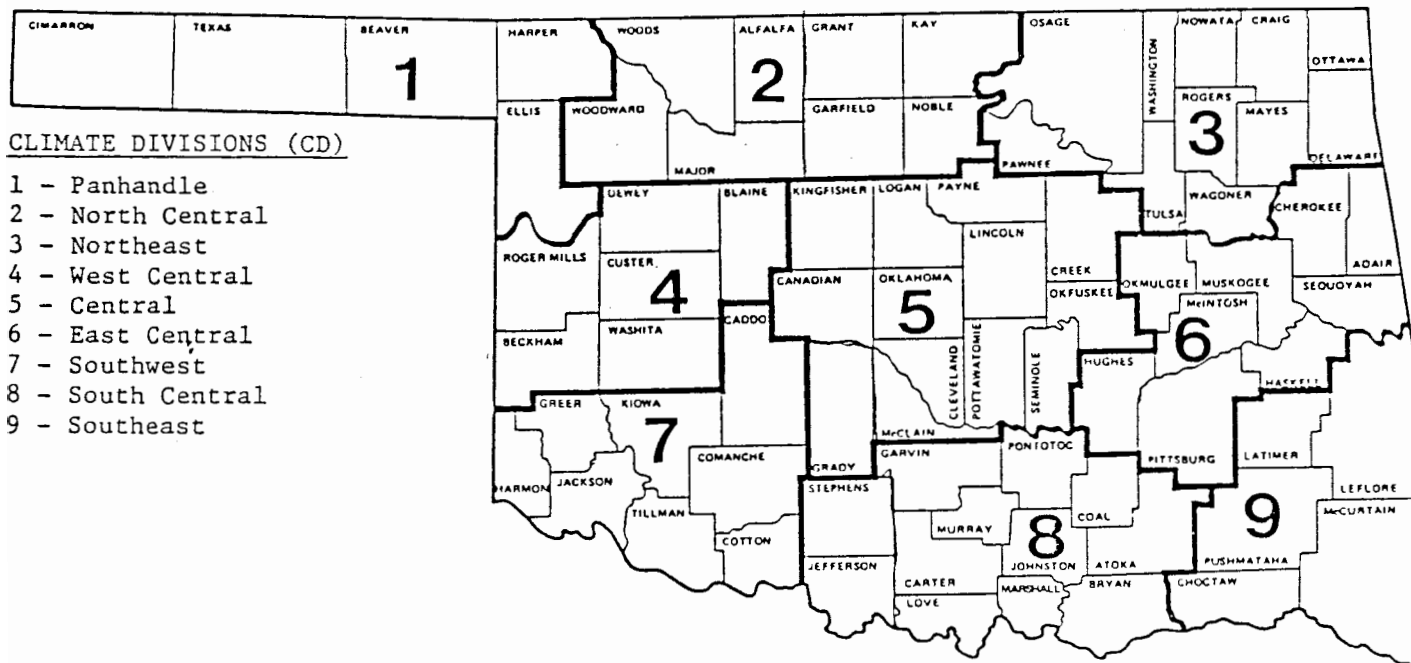 CIMARRON TEXAS BEAVER HARPER WOODS ALFALFA GRANT KAY OSAGE NOWATA CRAIG
OTTAWA
WASHINGTON
1 2 3
ELLIS WOODWARD GARFIELD NOBLE ROGERS MAYES
CLIMATE DIVISIONS (CD)
MAJOR PAWNEE DELAWARE
1 - Panhandle
2 - North Central
3 - Northeast
4 - West Central
5 - Central
6 - East Central
7 - Southwest
8 - South Central
9 - Southeast
DEWEY BLAINE KINGFISHER LOGAN PAYNE WAGONER
TULSA CHEROKEE
LINCOLN
ROGER MILLS CUSTER CANADIAN OKLAHOMA CREEK OKMULGEE MUSKOGEE ADAIR
SEQUOYAH
OKFUSKEE McINTOSH
4 5 6
BECKHAM WASHITA CADDO HUGHES HASKELL
CLEVELAND
POTTAWATOMIE
SEMINOLE
GREER KIOWA McCLAIN
7
GARVIN PONTOTOC
COMANCHE GRADY PITTSBURG LATIMER
HARMON JACKSON STEPHENS LEFLORE
TILLMAN MURRAY COAL McCURTAIN
8 9
COTTON JEFFERSON JOHNSTON ATOKA PUSHMATAHA
CARTER MARSHALL BRYAN CHOCTAW
LOVE